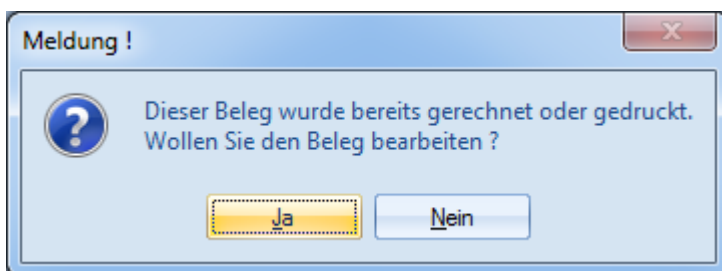 Meldung !
Dieser Beleg wurde bereits gerechnet oder gedruckt.
Wollen Sie den Beleg bearbeiten ?
Ja
Nein